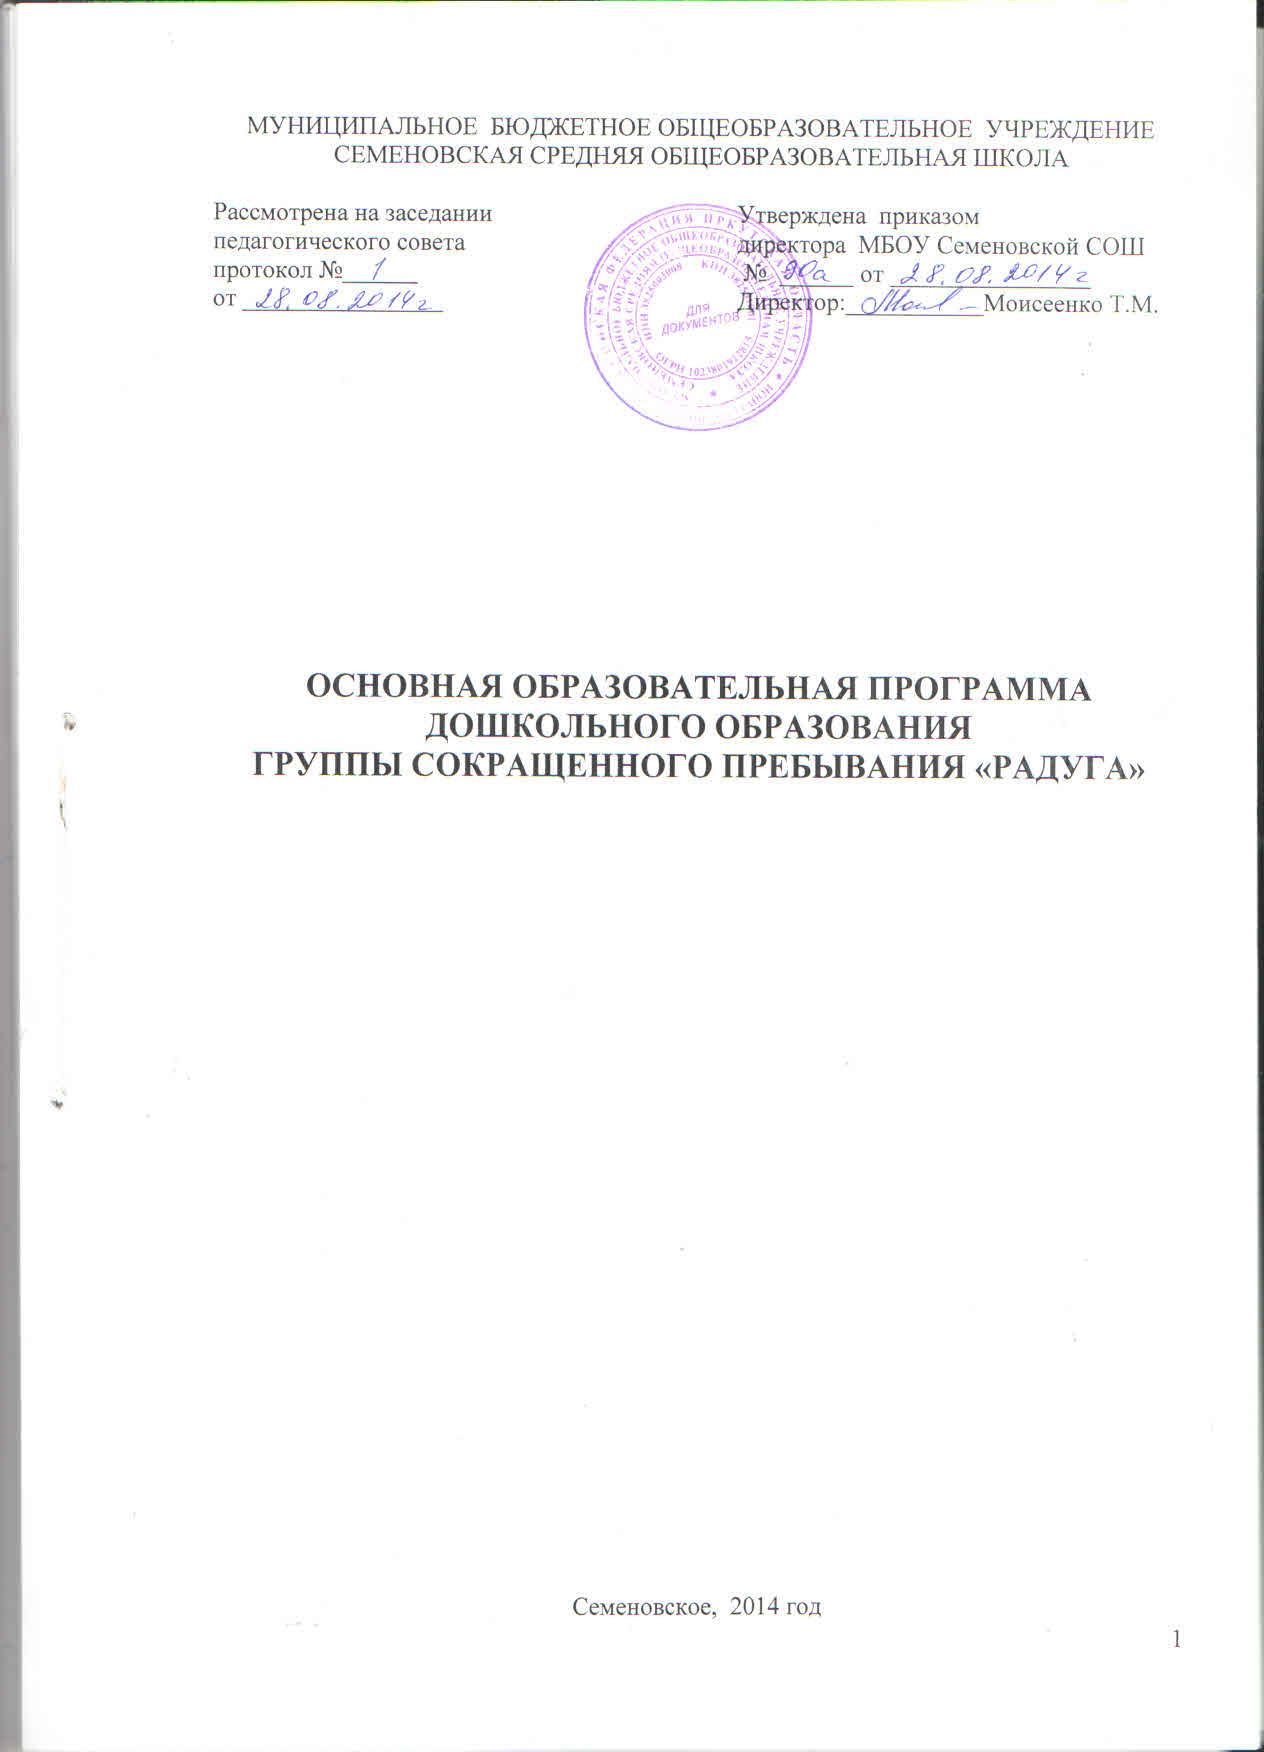 МУНИЦИПАЛЬНОЕ БЮДЖЕТНОЕ ОБЩЕОБРАЗОВАТЕЛЬНОЕ УЧРЕЖДЕНИЕ
СЕМЕНОВСКАЯ СРЕДНЯЯ ОБЩЕОБРАЗОВАТЕЛЬНАЯ ШКОЛА
Рассмотрена на заседании
педагогического совета
протокол № 1
от 28.08.2014г
Утверждена приказом
директора МБОУ Семеновской СОШ
№ 90а от 28.08.2014г
Директор: Моисеенко Т.М.
ДЛЯ
ДОКУМЕНТОВ
ОСНОВНАЯ ОБРАЗОВАТЕЛЬНАЯ ПРОГРАММА
ДОШКОЛЬНОГО ОБРАЗОВАНИЯ
ГРУППЫ СОКРАЩЕННОГО ПРЕБЫВАНИЯ «РАДУГА»
Семеновское, 2014 год
1